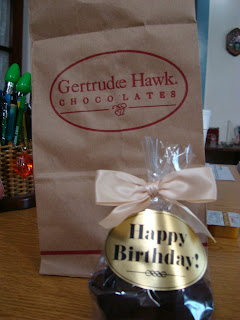 Gertrude Hawk.
CHOCOLATES
Happy
Birthday!